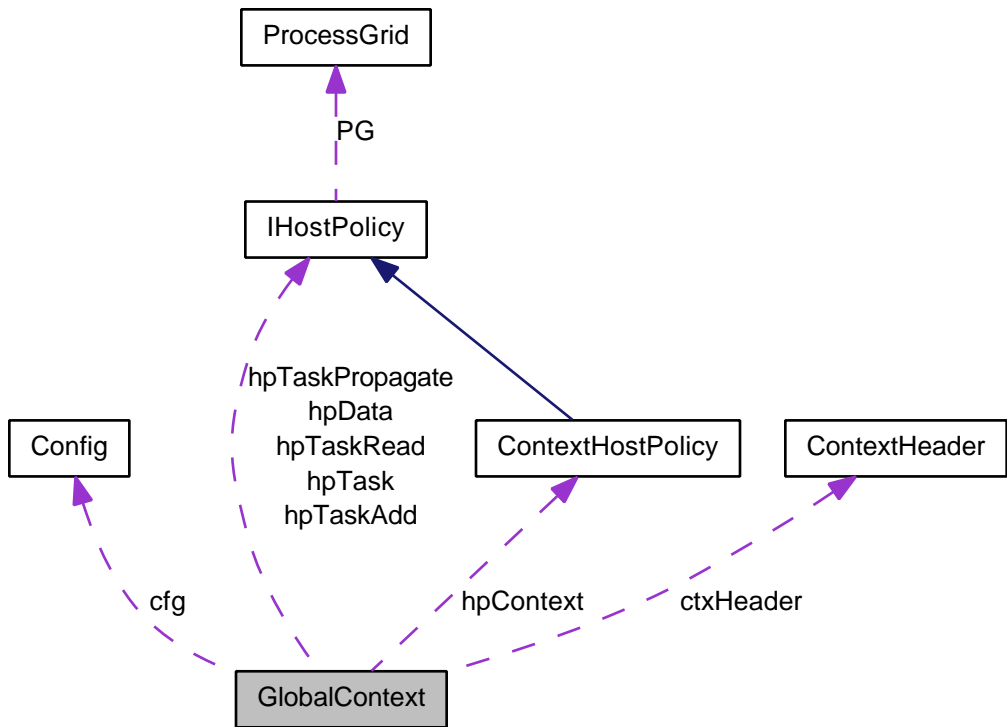 ProcessGrid
PG
IHostPolicy
hpTaskPropagate
hpData
hpTaskRead
hpTask
hpTaskAdd
Config
ContextHostPolicy
ContextHeader
cfg
hpContext
ctxHeader
GlobalContext